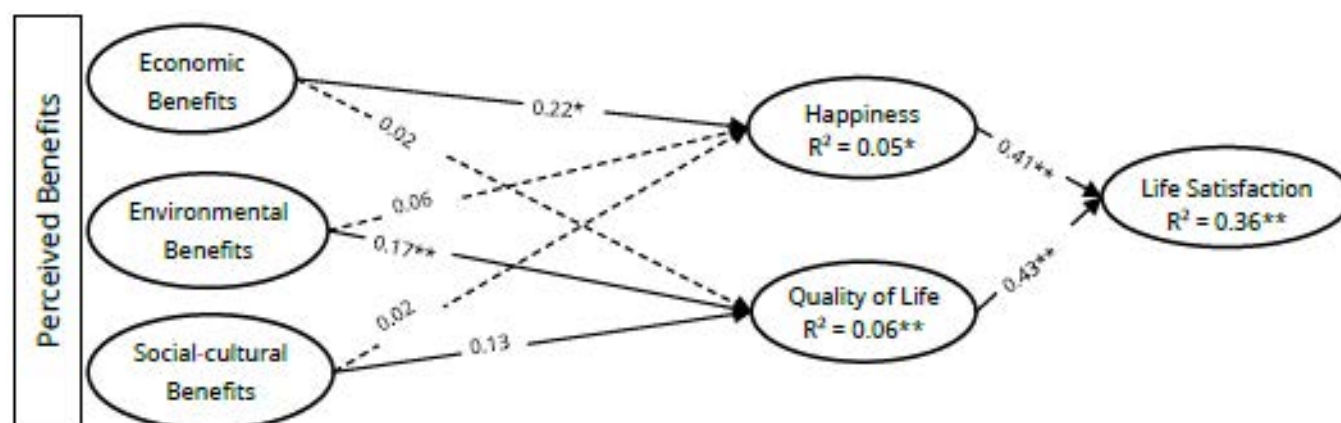 Perceived Benefits
Economic
Benefits
Environmental
Benefits
Social-cultural
Benefits
0.22*
0.02
0.06
0.17**
0.02
0.13
Happiness
R² = 0.05*
Quality of Life
R² = 0.06**
0.41**
0.43**
Life Satisfaction
R² = 0.36**